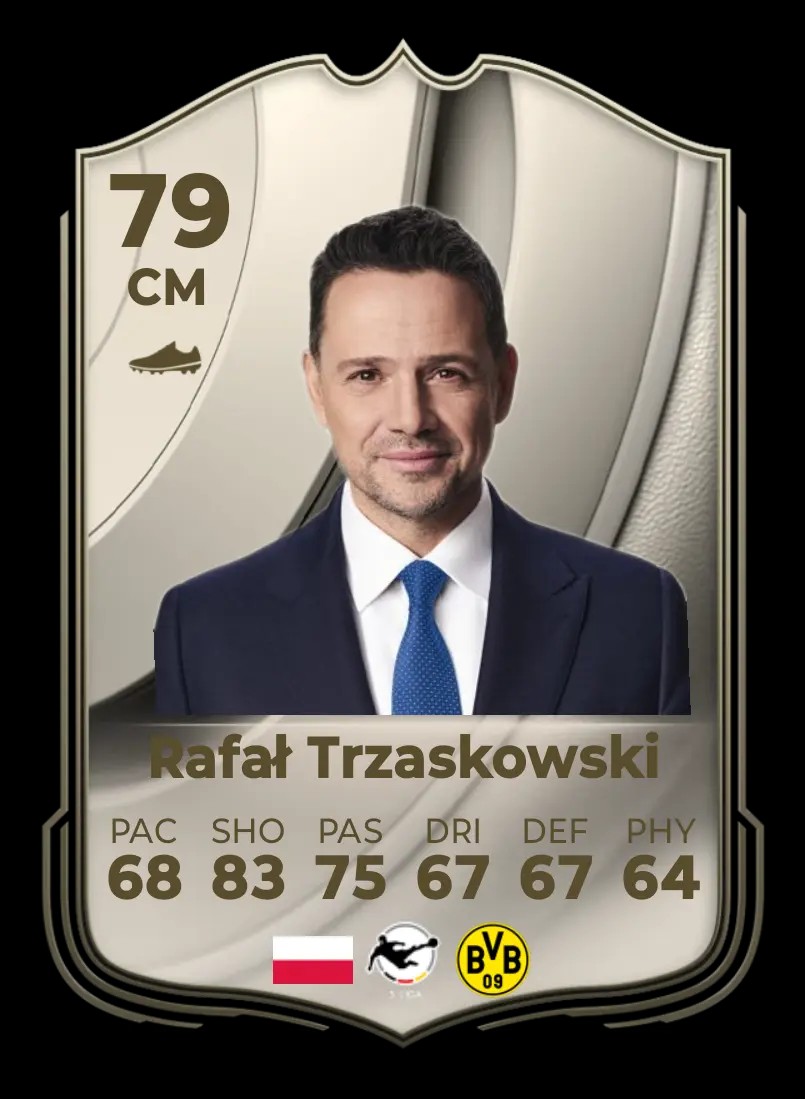 79
CM
Rafał Trzaskowski
PAC SHO PAS DRI DEF PHY
68 83 75 67 67 64
BVB
09